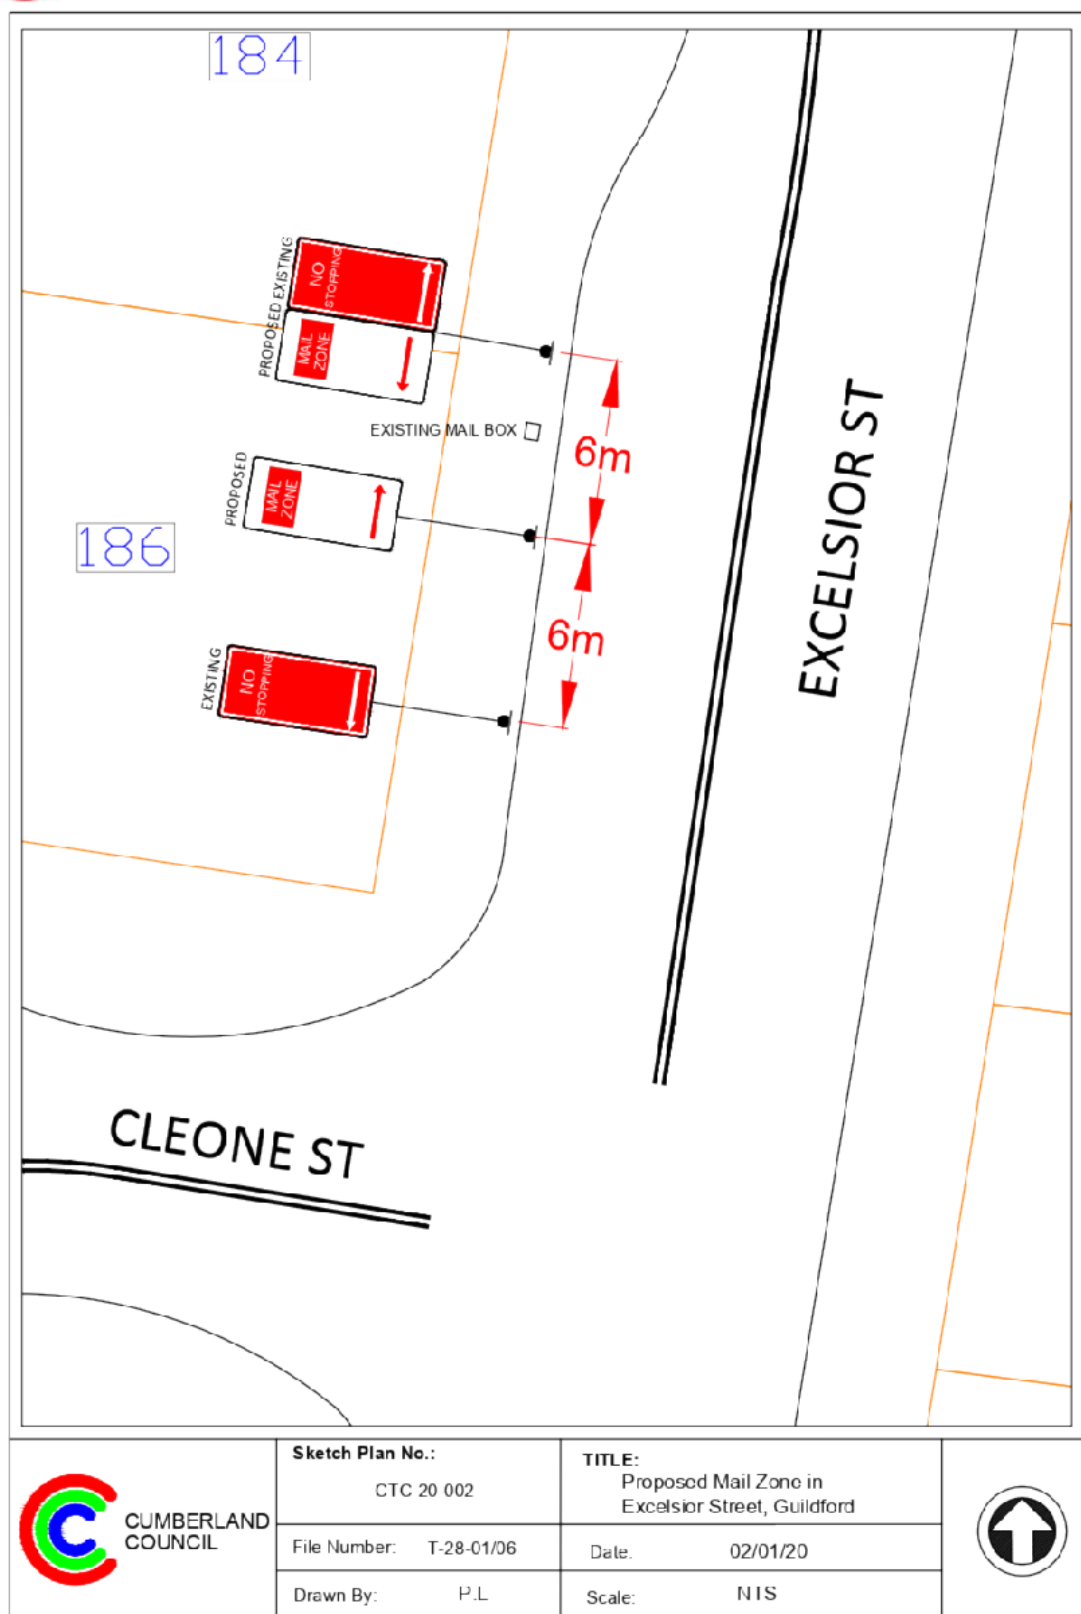 184
PROPOSED EXISTING
NO
STOPPING
MAIL
ZONE
EXISTING MAIL BOX
6m
PROPOSED
MAIL
ZONE
186
6m
EXISTING
NO
STOPPING
EXCELSIOR ST
CLEONE ST
CUMBERLAND
COUNCIL
Sketch Plan No.:
CTC 20 002
File Number: T-28-01/06
Drawn By: P.L
TITLE:
Proposed Mail Zone in
Excelsior Street, Guildford
Date: 02/01/20
Scale: NTS